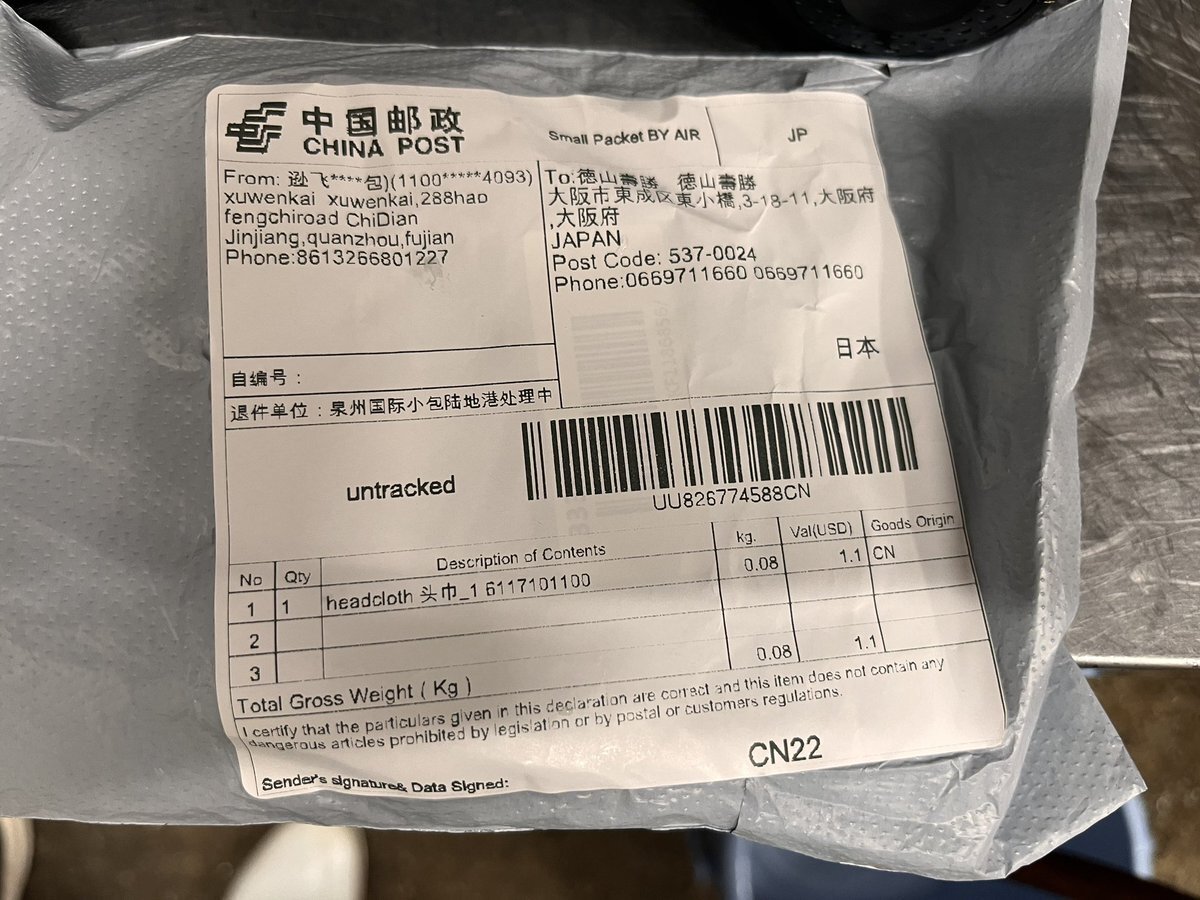 中国邮政
CHINA POST
Small Packet BY AIR
JP
From: 逊飞****包)(1100*****4093)
xuwenkai xuwenkai,288hao
fengchiroad ChiDian
Jinjiang,quanzhou,fujian
Phone:8613266801227
To:徳山壽勝 徳山壽勝
大阪市東成区東小橋,3-18-11,大阪府
,大阪府
JAPAN
Post Code: 537-0024
Phone:0669711660 0669711660
日本
自编号：
退件单位：泉州国际小包陆地港处理中
untracked
UU826774588CN
No Qty Description of Contents kg. Val(USD) Goods Origin
1 1 headcloth 头巾_1 6117101100 0.08 1.1 CN
2
3
Total Gross Weight ( Kg ) 0.08 1.1
I certify that the particulars given in this declaration are correct and this item does not contain any
dangerous articles prohibited by legislation or by postal or customers regulations.
Sender's signature& Data Signed:
CN22